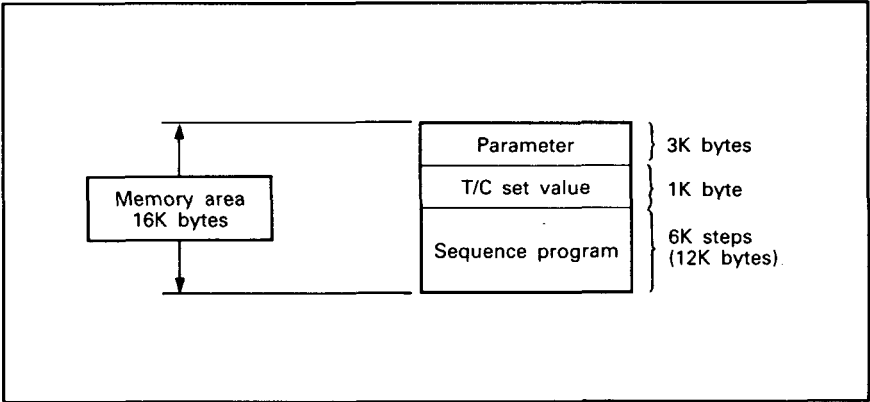 Memory area
16K bytes
Parameter
3K bytes
T/C set value
1K byte
Sequence program
6K steps
(12K bytes)